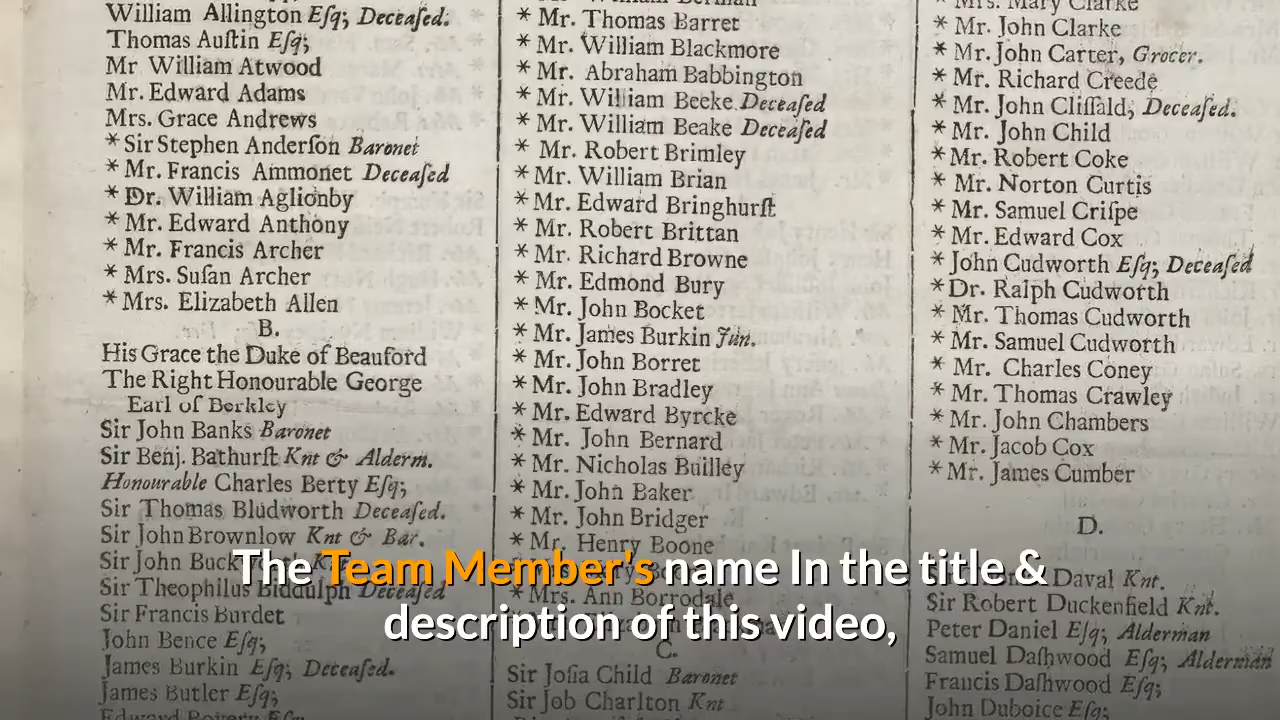 William Allington Eſq; Deceaſed.
Thomas Auſtin Eſq;
Mr William Atwood
Mr. Edward Adams
Mrs. Grace Andrews
* Sir Stephen Anderſon Baronet
* Mr. Francis Ammonet Deceaſed
* Dr. William Aglionby
* Mr. Edward Anthony
* Mr. Francis Archer
* Mrs. Suſan Archer
* Mrs. Elizabeth Allen
B.
His Grace the Duke of Beauford
The Right Honourable George
Earl of Berkley
Sir John Banks Baronet
Sir Benj. Bathurſt Knt & Alderm.
Honourable Charles Berty Eſq;
Sir Thomas Bludworth Deceaſed.
Sir John Brownlow Knt & Bar.
Sir John
Sir Theophilus Biddulph Deceaſed
Sir Francis Burdet
John Bence Eſq;
James Burkin Eſq; Deceaſed.
James Butler Eſq;
Edward
* Mr. Thomas Barret
* Mr. William Blackmore
* Mr. Abraham Babbington
* Mr. William Beeke Deceaſed
* Mr. William Beake Deceaſed
* Mr. Robert Brimley
* Mr. William Brian
* Mr. Edward Bringhurſt
* Mr. Robert Brittan
* Mr. Richard Browne
* Mr. Edmond Bury
* Mr. John Bocket
* Mr. James Burkin Jun.
* Mr. John Borret
* Mr. John Bradley
* Mr. Edward Byrcke
* Mr. John Bernard
* Mr. Nicholas Builley
* Mr. John Baker
* Mr. John Bridger
* Mr. Henry Boone
* Mrs. Ann Borrodale
C.
Sir Joſia Child Baronet
Sir Job Charlton Knt
Mrs. Mary Clarke
* Mr. John Clarke
* Mr. John Carter, Grocer.
* Mr. Richard Creede
* Mr. John Cliſſald, Deceaſed.
* Mr. John Child
* Mr. Robert Coke
* Mr. Norton Curtis
* Mr. Samuel Criſpe
* Mr. Edward Cox
* John Cudworth Eſq; Deceaſed
* Dr. Ralph Cudworth
* Mr. Thomas Cudworth
* Mr. Samuel Cudworth
* Mr. Charles Coney
* Mr. Thomas Crawley
* Mr. John Chambers
* Mr. Jacob Cox
* Mr. James Cumber
D.
Daval Knt.
Sir Robert Duckenfield Knt.
Peter Daniel Eſq; Alderman
Samuel Daſhwood Eſq; Alderman
Francis Daſhwood Eſq;
John Duboice Eſq;
The Team Member's name In the title &
description of this video,